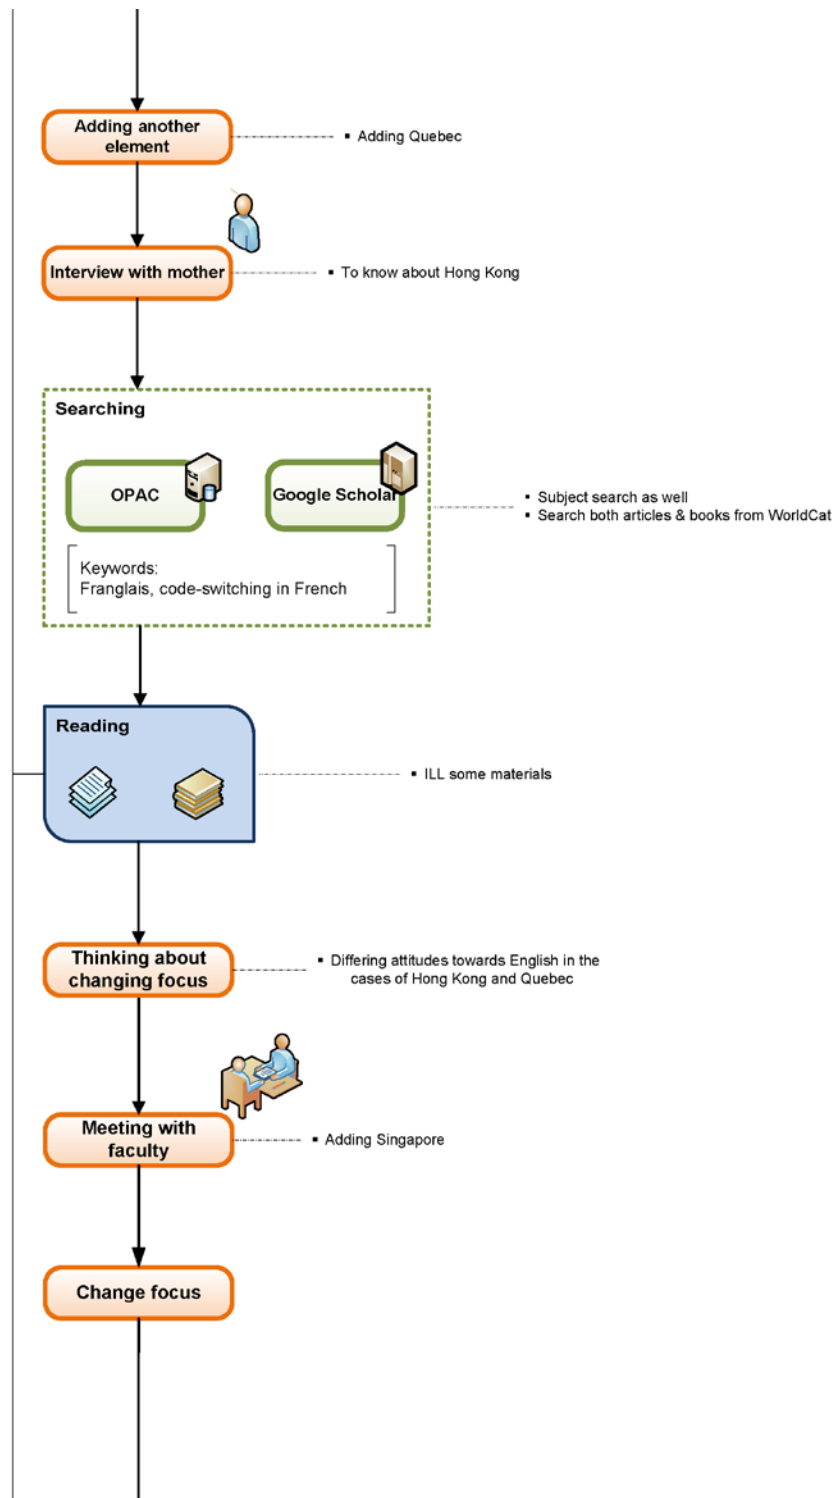 Adding another
element
▪ Adding Quebec
Interview with mother
▪ To know about Hong Kong
Searching
OPAC
Google Scholar
▪ Subject search as well
▪ Search both articles & books from WorldCat
Keywords:
Franglais, code-switching in French
Reading
▪ ILL some materials
Thinking about
changing focus
▪ Differing attitudes towards English in the
cases of Hong Kong and Quebec
Meeting with
faculty
▪ Adding Singapore
Change focus